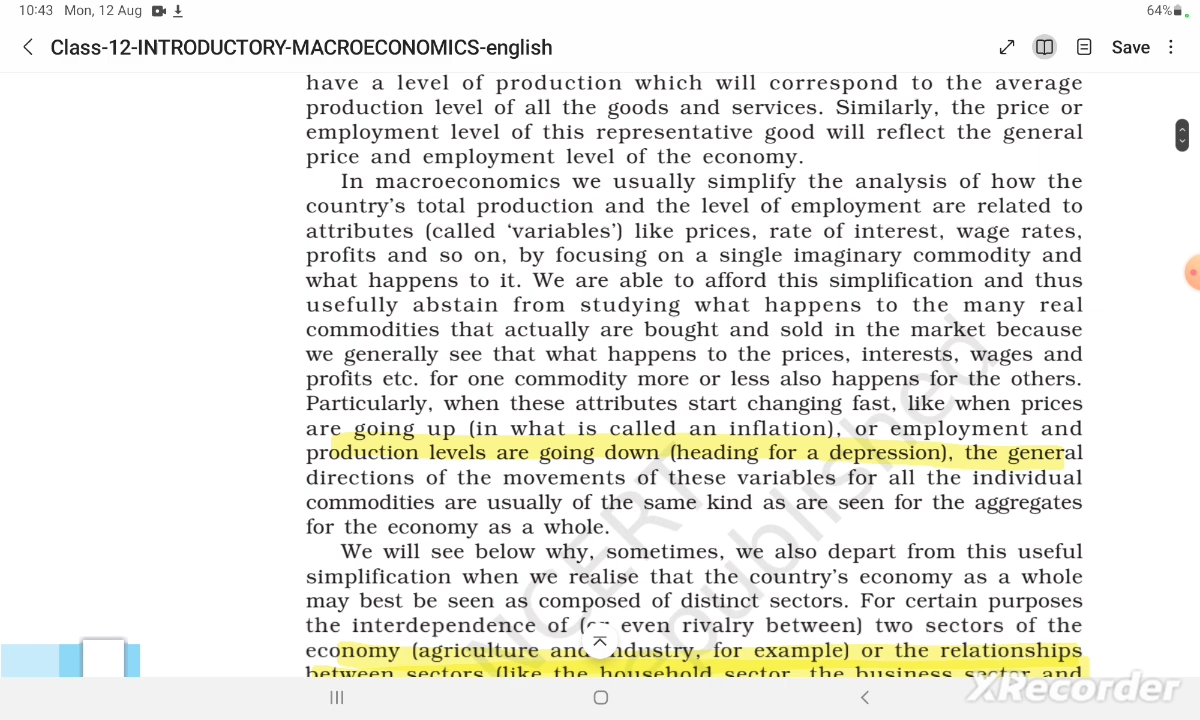 10:43 Mon, 12 Aug
64%
Class-12-INTRODUCTORY-MACROECONOMICS-english
Save
have a level of production which will correspond to the average
production level of all the goods and services. Similarly, the price or
employment level of this representative good will reflect the general
price and employment level of the economy.
In macroeconomics we usually simplify the analysis of how the
country's total production and the level of employment are related to
attributes (called 'variables') like prices, rate of interest, wage rates,
profits and so on, by focusing on a single imaginary commodity and
what happens to it. We are able to afford this simplification and thus
usefully abstain from studying what happens to the many real
commodities that actually are bought and sold in the market because
we generally see that what happens to the prices, interests, wages and
profits etc. for one commodity more or less also happens for the others.
Particularly, when these attributes start changing fast, like when prices
are going up (in what is called an inflation), or employment and
production levels are going down (heading for a depression), the general
directions of the movements of these variables for all the individual
commodities are usually of the same kind as are seen for the aggregates
for the economy as a whole.
We will see below why, sometimes, we also depart from this useful
simplification when we realise that the country's economy as a whole
may best be seen as composed of distinct sectors. For certain purposes
the interdependence of even rivalry between) two sectors of the
economy (agriculture and industry, for example) or the relationships
between sectors (like the household sector, the business sector and
NCERT
published
XRecorder